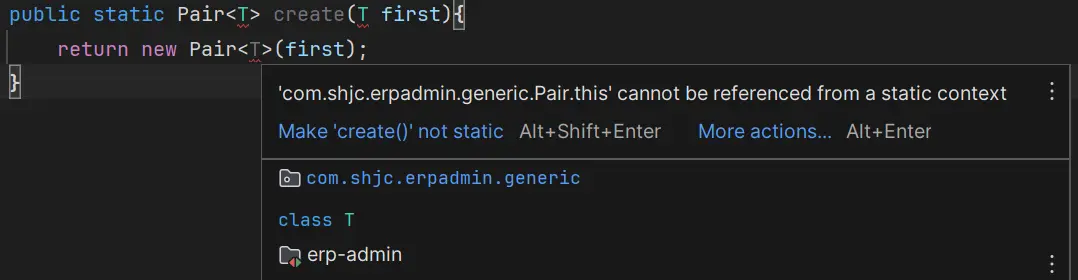 public static Pair<T> create(T first){
return new Pair<T>(first);
}
'com.shjc.erpadmin.generic.Pair.this' cannot be referenced from a static context
Make 'create()' not static Alt+Shift+Enter More actions... Alt+Enter
com.shjc.erpadmin.generic
class T
erp-admin